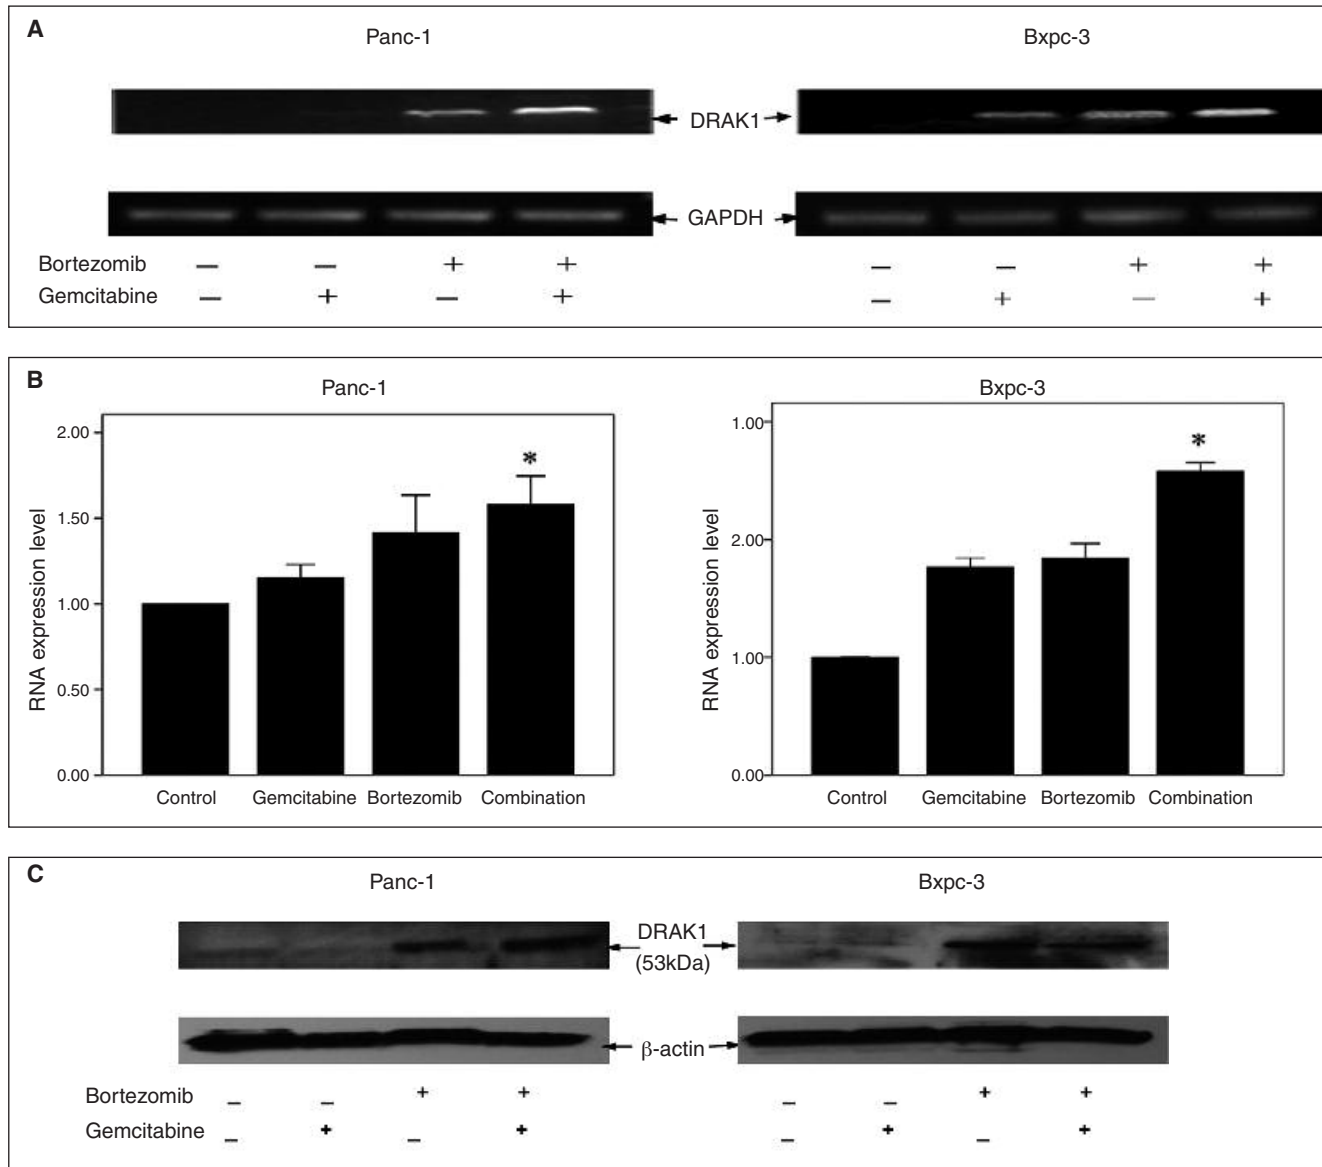 A
Panc-1 Bxpc-3
DRAK1
GAPDH
Bortezomib – – + + – – + +
Gemcitabine – + – + – + – +
B
Panc-1 Bxpc-3
RNA expression level
2.00
1.50
1.00
0.50
0.00
*
Control Gemcitabine Bortezomib Combination
RNA expression level
1.00
2.00
1.00
0.00
*
Control Gemcitabine Bortezomib Combination
C
Panc-1 Bxpc-3
DRAK1
(53kDa)
β-actin
Bortezomib – – + + – – + +
Gemcitabine – + – + – + – +